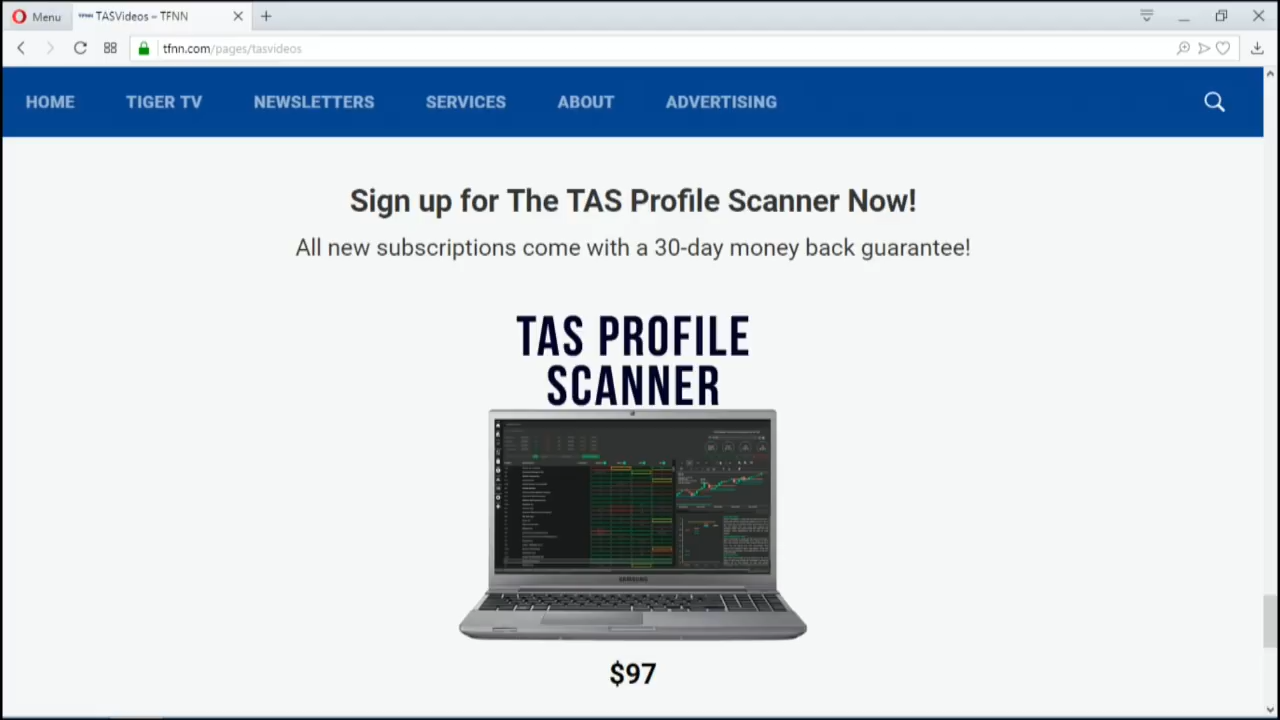 Menu
TFNN
TASVideos – TFNN
tfnn.com/pages/tasvideos
HOME
TIGER TV
NEWSLETTERS
SERVICES
ABOUT
ADVERTISING
Sign up for The TAS Profile Scanner Now!
All new subscriptions come with a 30-day money back guarantee!
TAS PROFILE
SCANNER
SAMSUNG
$97